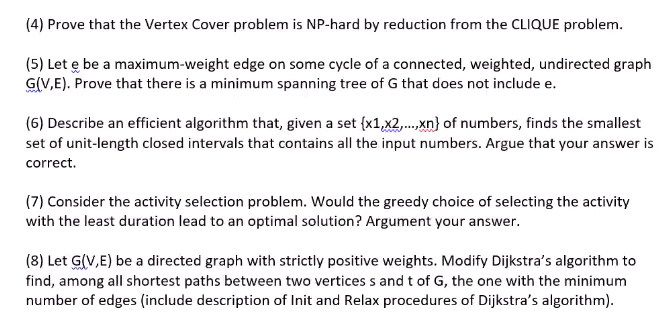 (4) Prove that the Vertex Cover problem is NP-hard by reduction from the CLIQUE problem.
(5) Let e be a maximum-weight edge on some cycle of a connected, weighted, undirected graph
G(V,E). Prove that there is a minimum spanning tree of G that does not include e.
(6) Describe an efficient algorithm that, given a set {x1,x2,...,xn} of numbers, finds the smallest
set of unit-length closed intervals that contains all the input numbers. Argue that your answer is
correct.
(7) Consider the activity selection problem. Would the greedy choice of selecting the activity
with the least duration lead to an optimal solution? Argument your answer.
(8) Let G(V,E) be a directed graph with strictly positive weights. Modify Dijkstra's algorithm to
find, among all shortest paths between two vertices s and t of G, the one with the minimum
number of edges (include description of Init and Relax procedures of Dijkstra's algorithm).